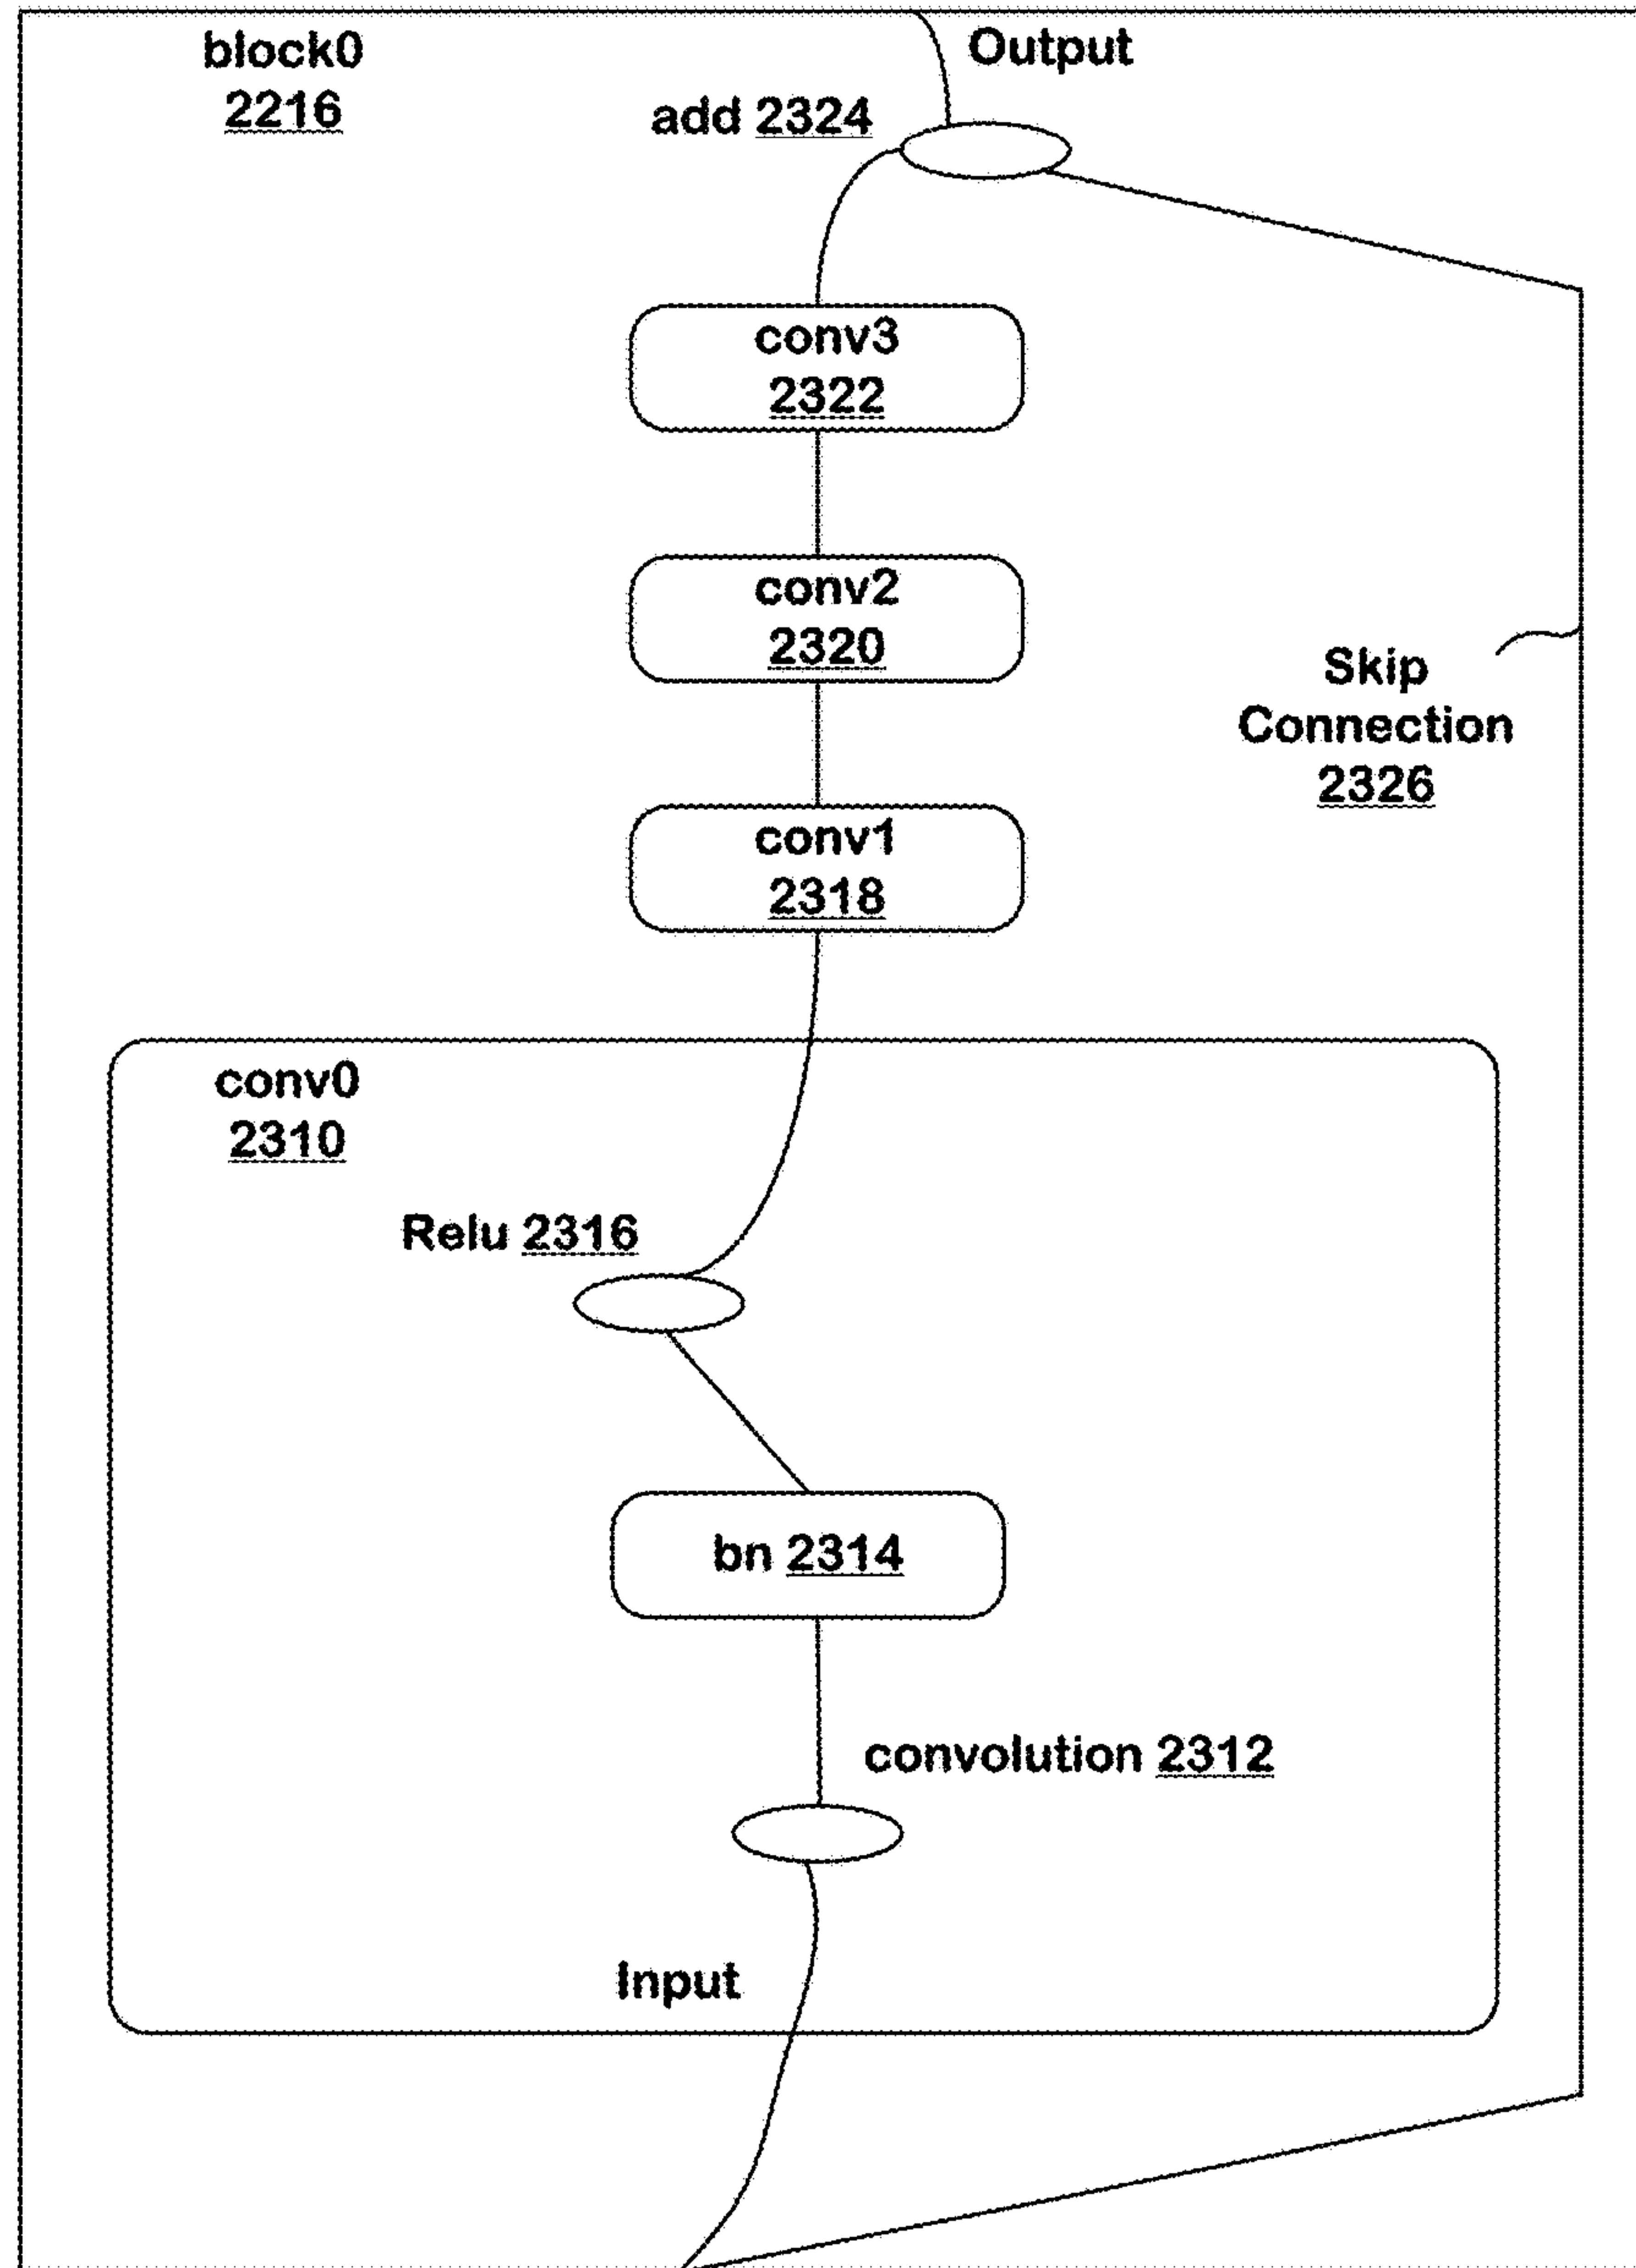 block0
2216
Output
add 2324
conv3
2322
conv2
2320
Skip
Connection
2326
conv1
2318
conv0
2310
Relu 2316
bn 2314
convolution 2312
Input